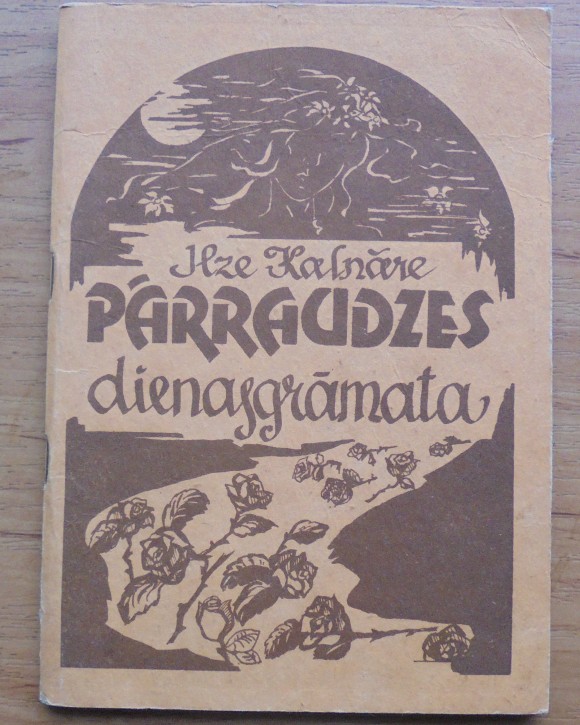 Ilze Kalnāre
PĀRRAUDZES
dienasgrāmata